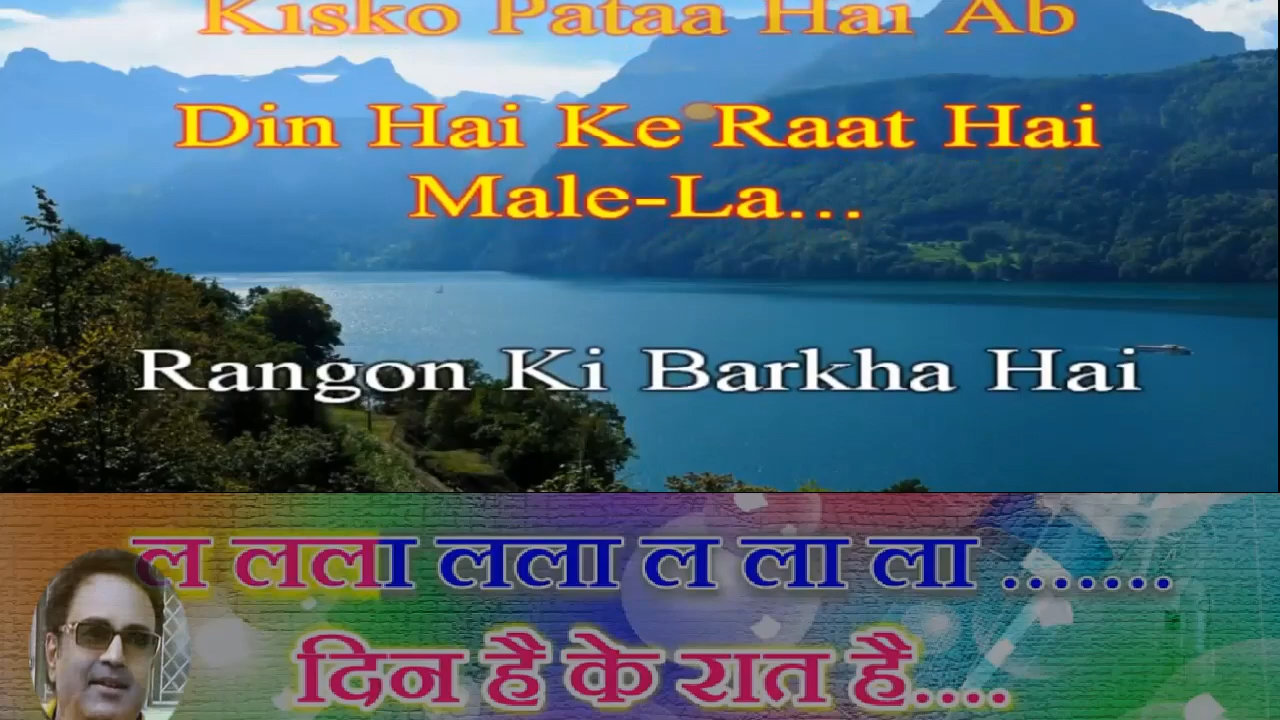 Kisko Pataa Hai Ab
Din Hai Ke Raat Hai
Male-La...
Rangon Ki Barkha Hai
ल लला लला ल ला ला .......
दिन है के रात है....